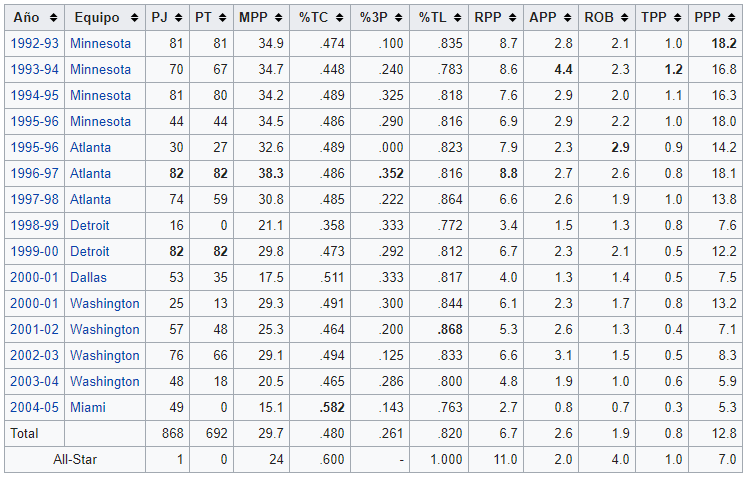 Año Equipo PJ PT MPP %TC %3P %TL RPP APP ROB TPP PPP
1992-93 Minnesota 81 81 34.9 .474 .100 .835 8.7 2.8 2.1 1.0 18.2
1993-94 Minnesota 70 67 34.7 .448 .240 .783 8.6 4.4 2.3 1.2 16.8
1994-95 Minnesota 81 80 34.2 .489 .325 .818 7.6 2.9 2.0 1.1 16.3
1995-96 Minnesota 44 44 34.5 .486 .290 .816 6.9 2.9 2.2 1.0 18.0
1995-96 Atlanta 30 27 32.6 .489 .000 .823 7.9 2.3 2.9 0.9 14.2
1996-97 Atlanta 82 82 38.3 .486 .352 .816 8.8 2.7 2.6 0.8 18.1
1997-98 Atlanta 74 59 30.8 .485 .222 .864 6.6 2.6 1.9 1.0 13.8
1998-99 Detroit 16 0 21.1 .358 .333 .772 3.4 1.5 1.3 0.8 7.6
1999-00 Detroit 82 82 29.8 .473 .292 .812 6.7 2.3 2.1 0.5 12.2
2000-01 Dallas 53 35 17.5 .511 .333 .817 4.0 1.3 1.4 0.5 7.5
2000-01 Washington 25 13 29.3 .491 .300 .844 6.1 2.3 1.7 0.8 13.2
2001-02 Washington 57 48 25.3 .464 .200 .868 5.3 2.6 1.3 0.4 7.1
2002-03 Washington 76 66 29.1 .494 .125 .833 6.6 3.1 1.5 0.5 8.3
2003-04 Washington 48 18 20.5 .465 .286 .800 4.8 1.9 1.0 0.6 5.9
2004-05 Miami 49 0 15.1 .582 .143 .763 2.7 0.8 0.7 0.3 5.3
Total 868 692 29.7 .480 .261 .820 6.7 2.6 1.9 0.8 12.8
All-Star 1 0 24 .600 - 1.000 11.0 2.0 4.0 1.0 7.0